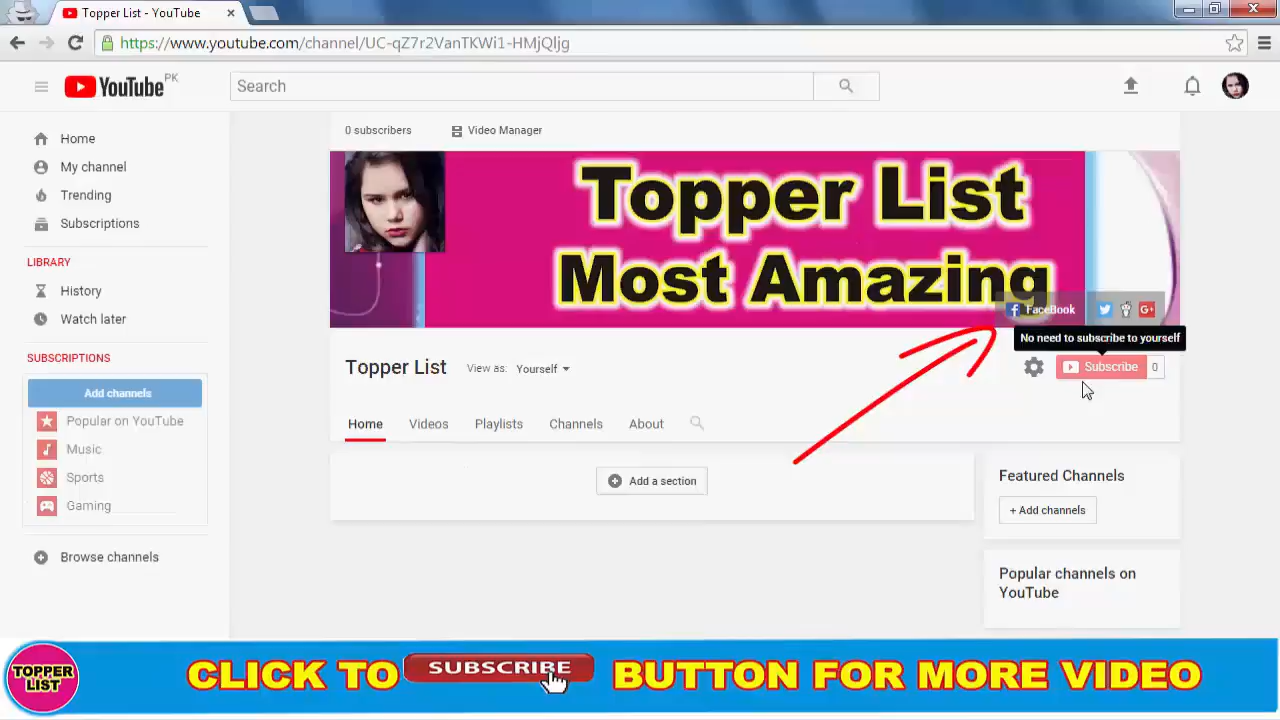 Topper List - YouTube
https://www.youtube.com/channel/UC-qZ7r2VanTKWi1-HMjQljg
YouTube PK
Search
Home
My channel
Trending
Subscriptions
LIBRARY
History
Watch later
SUBSCRIPTIONS
Add channels
Popular on YouTube
Music
Sports
Gaming
Browse channels
0 subscribers
Video Manager
Topper List
Most Amazing
FaceBook
No need to subscribe to yourself
Topper List
View as: Yourself
Subscribe 0
Home Videos Playlists Channels About
Add a section
Featured Channels
+ Add channels
Popular channels on
YouTube
TOPPER
LIST
CLICK TO SUBSCRIBE BUTTON FOR MORE VIDEO